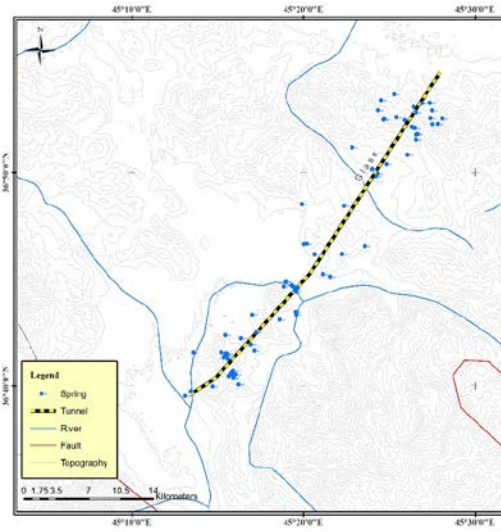 45°10'0"E 45°20'0"E 45°30'0"E
N
36°50'0"N
Glass
36°40'0"N
Legend
Spring
Tunnel
River
Fault
Topography
0 1.75 3.5 7 10.5 14
Kilometers
45°10'0"E 45°20'0"E 45°30'0"E